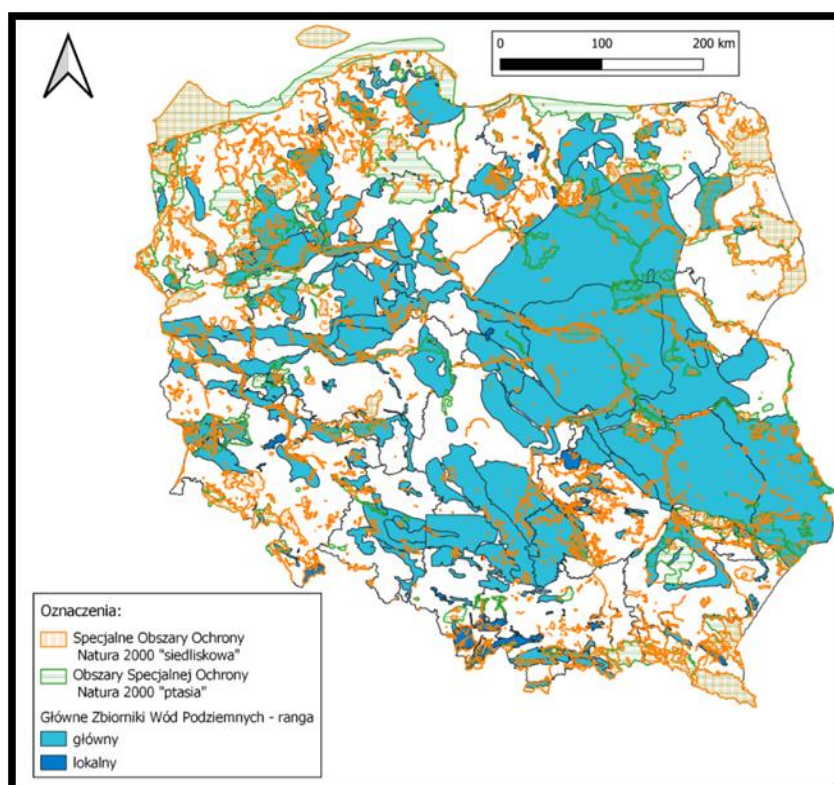 0 100 200 km
Oznaczenia:
Specjalne Obszary Ochrony
Natura 2000 "siedliskowa"
Obszary Specjalnej Ochrony
Natura 2000 "ptasia"
Główne Zbiorniki Wód Podziemnych - ranga
główny
lokalny